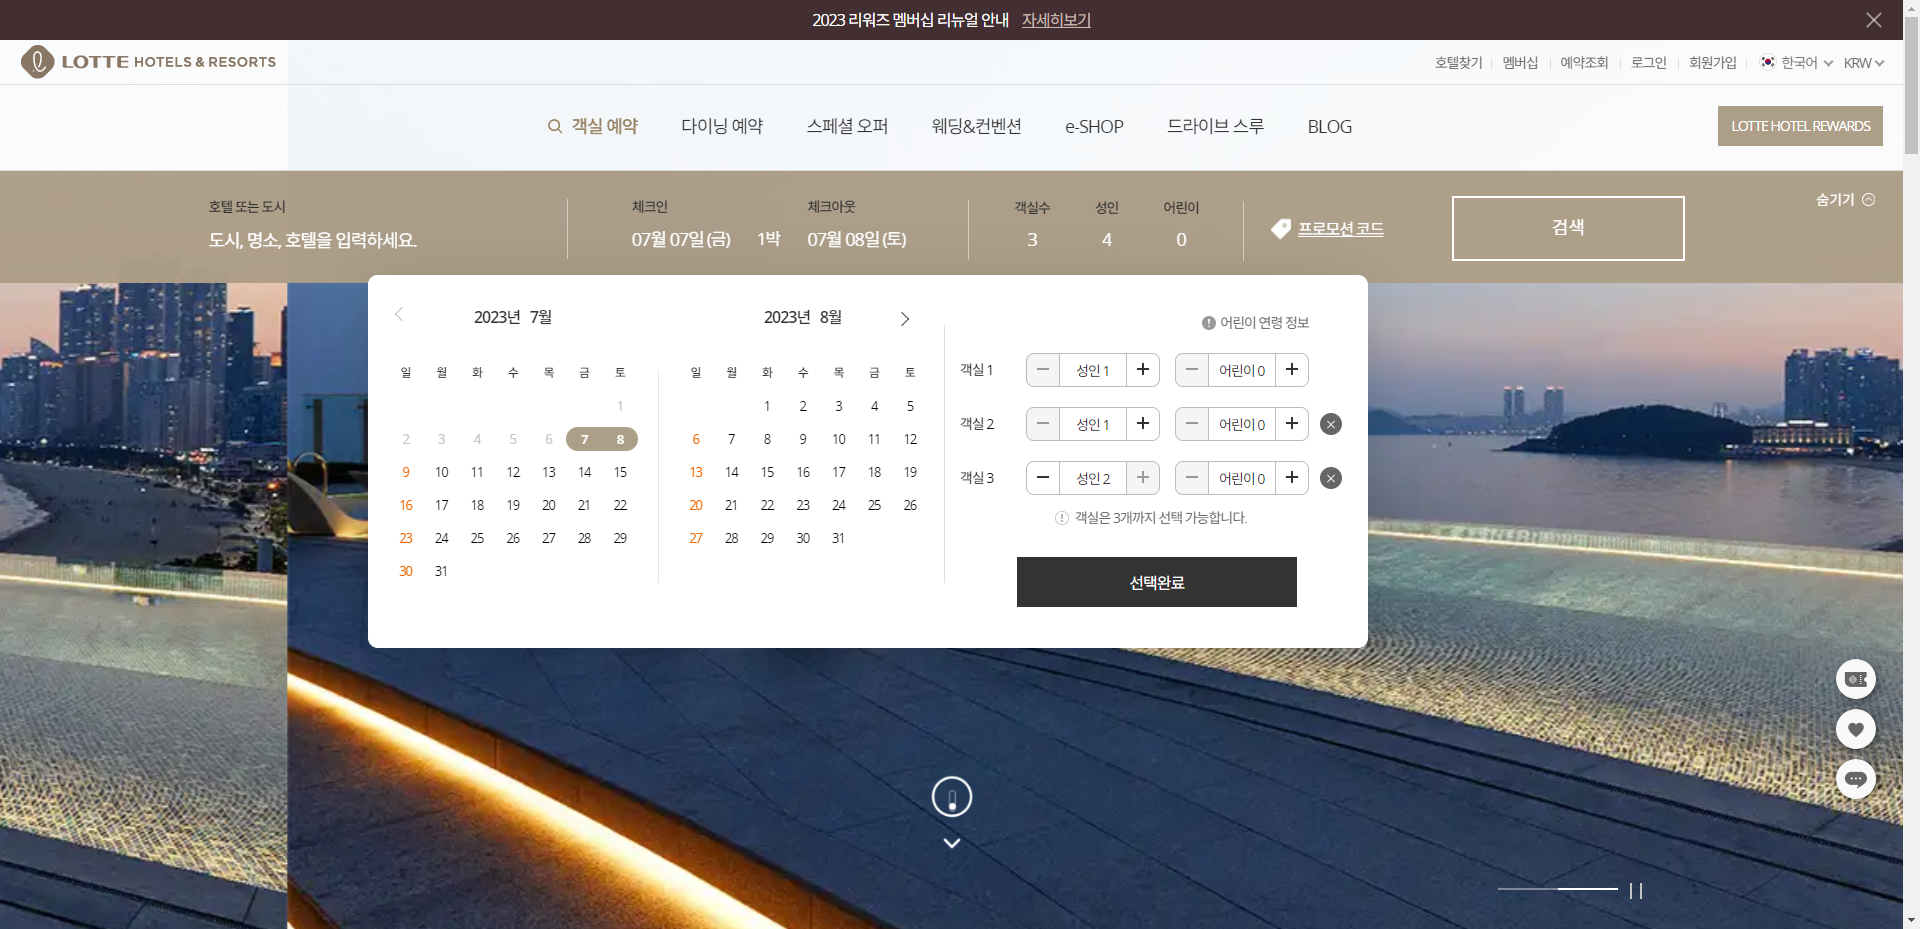 2023 리워즈 멤버십 리뉴얼 안내 자세히보기
LOTTE HOTELS & RESORTS
호텔찾기 멤버십 예약조회 로그인 회원가입 한국어 KRW
객실 예약 다이닝 예약 스페셜 오퍼 웨딩&컨벤션 e-SHOP 드라이브 스루 BLOG
LOTTE HOTEL REWARDS
호텔 또는 도시 체크인 체크아웃 객실수 성인 어린이
도시, 명소, 호텔을 입력하세요. 07월 07일 (금) 1박 07월 08일 (토) 3 4 0
프로모션 코드
검색
숨기기
2023년 7월
일 월 화 수 목 금 토
1
2 3 4 5 6 7 8
9 10 11 12 13 14 15
16 17 18 19 20 21 22
23 24 25 26 27 28 29
30 31
2023년 8월
일 월 화 수 목 금 토
1 2 3 4 5
6 7 8 9 10 11 12
13 14 15 16 17 18 19
20 21 22 23 24 25 26
27 28 29 30 31
어린이 연령 정보
객실 1 성인 1 어린이 0
객실 2 성인 1 어린이 0
객실 3 성인 2 어린이 0
객실은 3개까지 선택 가능합니다.
선택완료